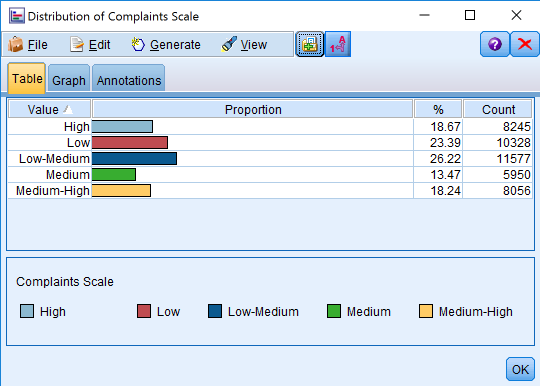 Distribution of Complaints Scale
File Edit Generate View
Table Graph Annotations
Value Proportion % Count
High 18.67 8245
Low 23.39 10328
Low-Medium 26.22 11577
Medium 13.47 5950
Medium-High 18.24 8056
Complaints Scale
High Low Low-Medium Medium Medium-High
OK